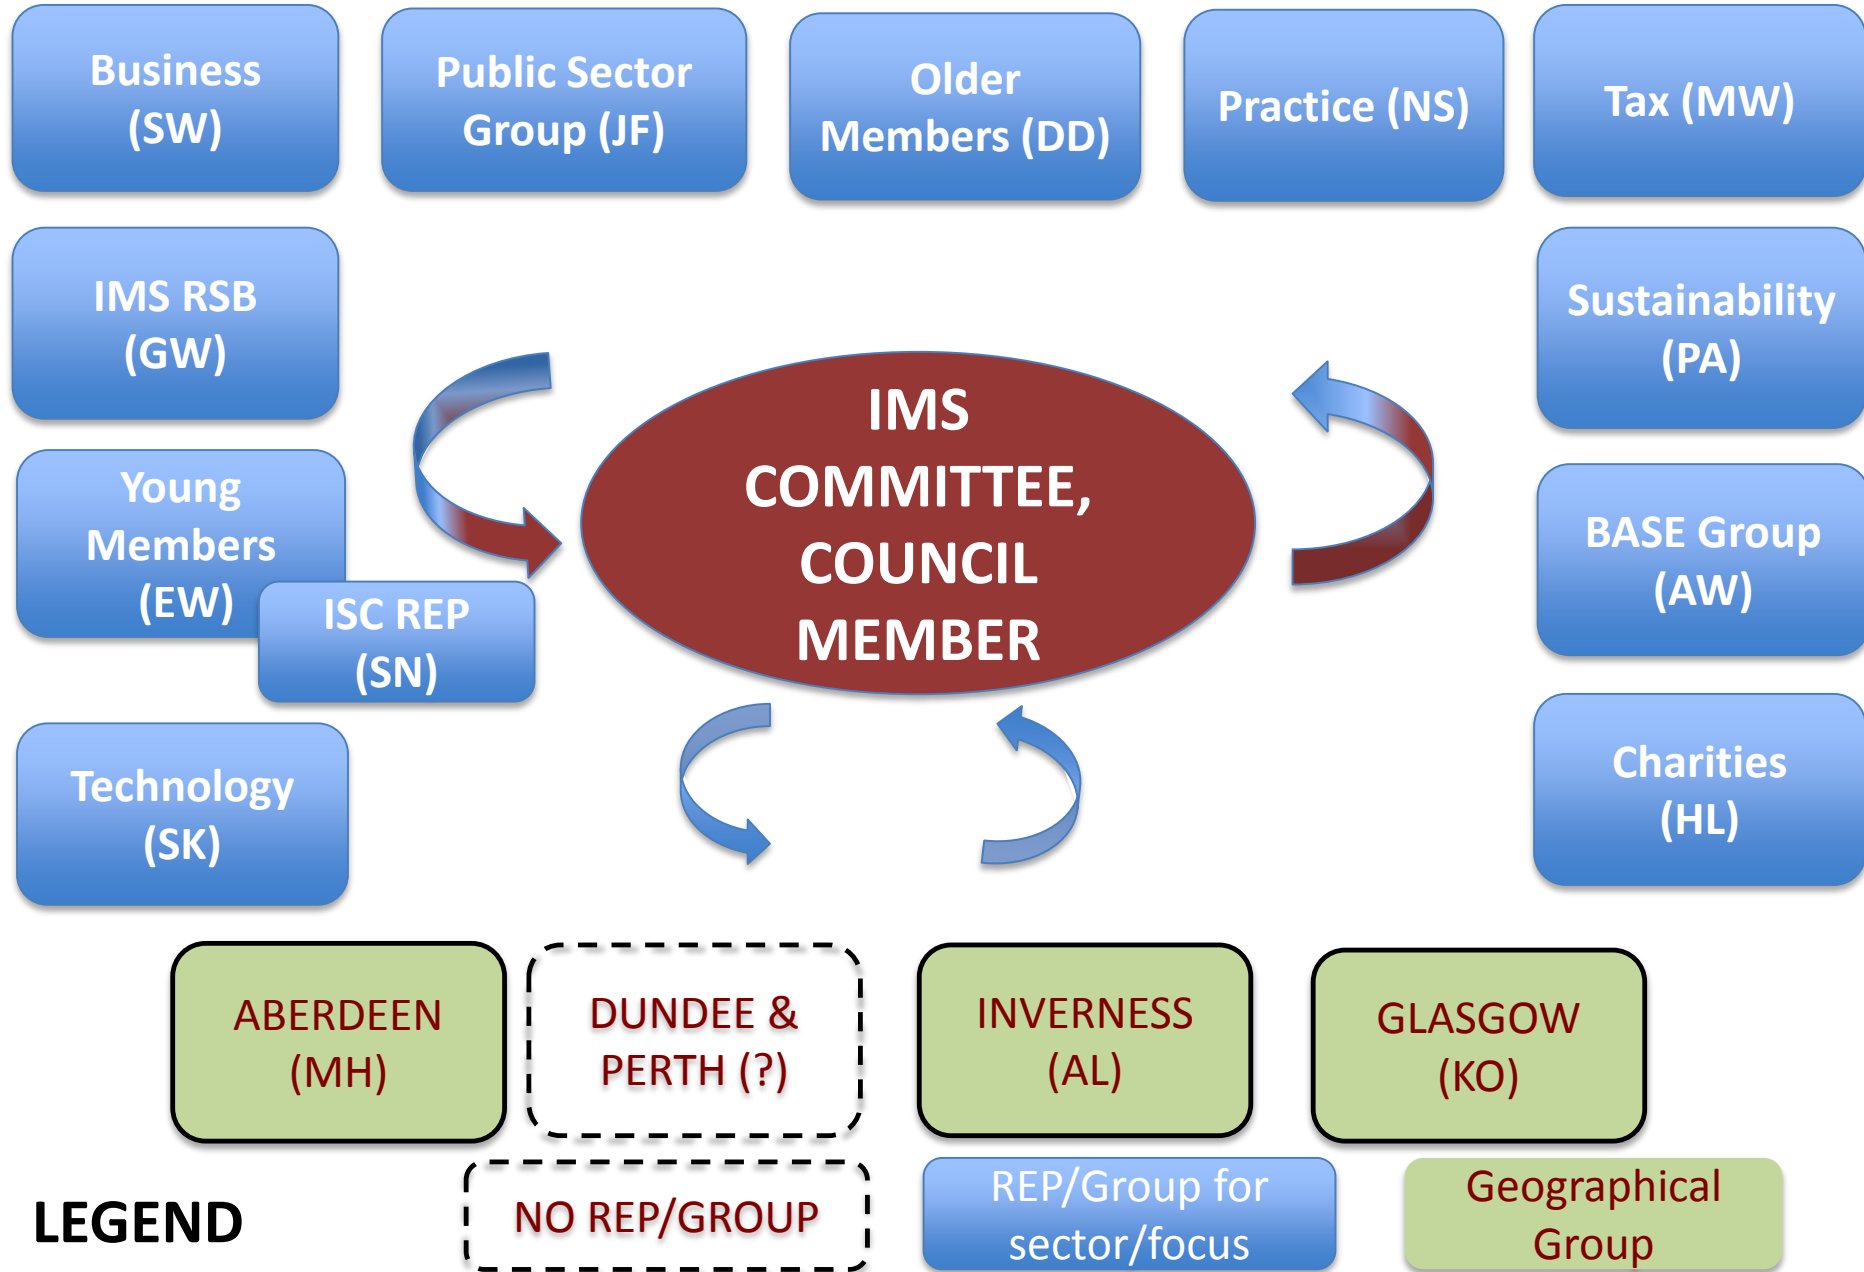 Business
(SW)
Public Sector
Group (JF)
Older
Members (DD)
Practice (NS)
Tax (MW)
IMS RSB
(GW)
Sustainability
(PA)
IMS
COMMITTEE,
COUNCIL
MEMBER
Young
Members
(EW)
ISC REP
(SN)
BASE Group
(AW)
Technology
(SK)
Charities
(HL)
ABERDEEN
(MH)
DUNDEE &
PERTH (?)
INVERNESS
(AL)
GLASGOW
(KO)
LEGEND
NO REP/GROUP
REP/Group for
sector/focus
Geographical
Group